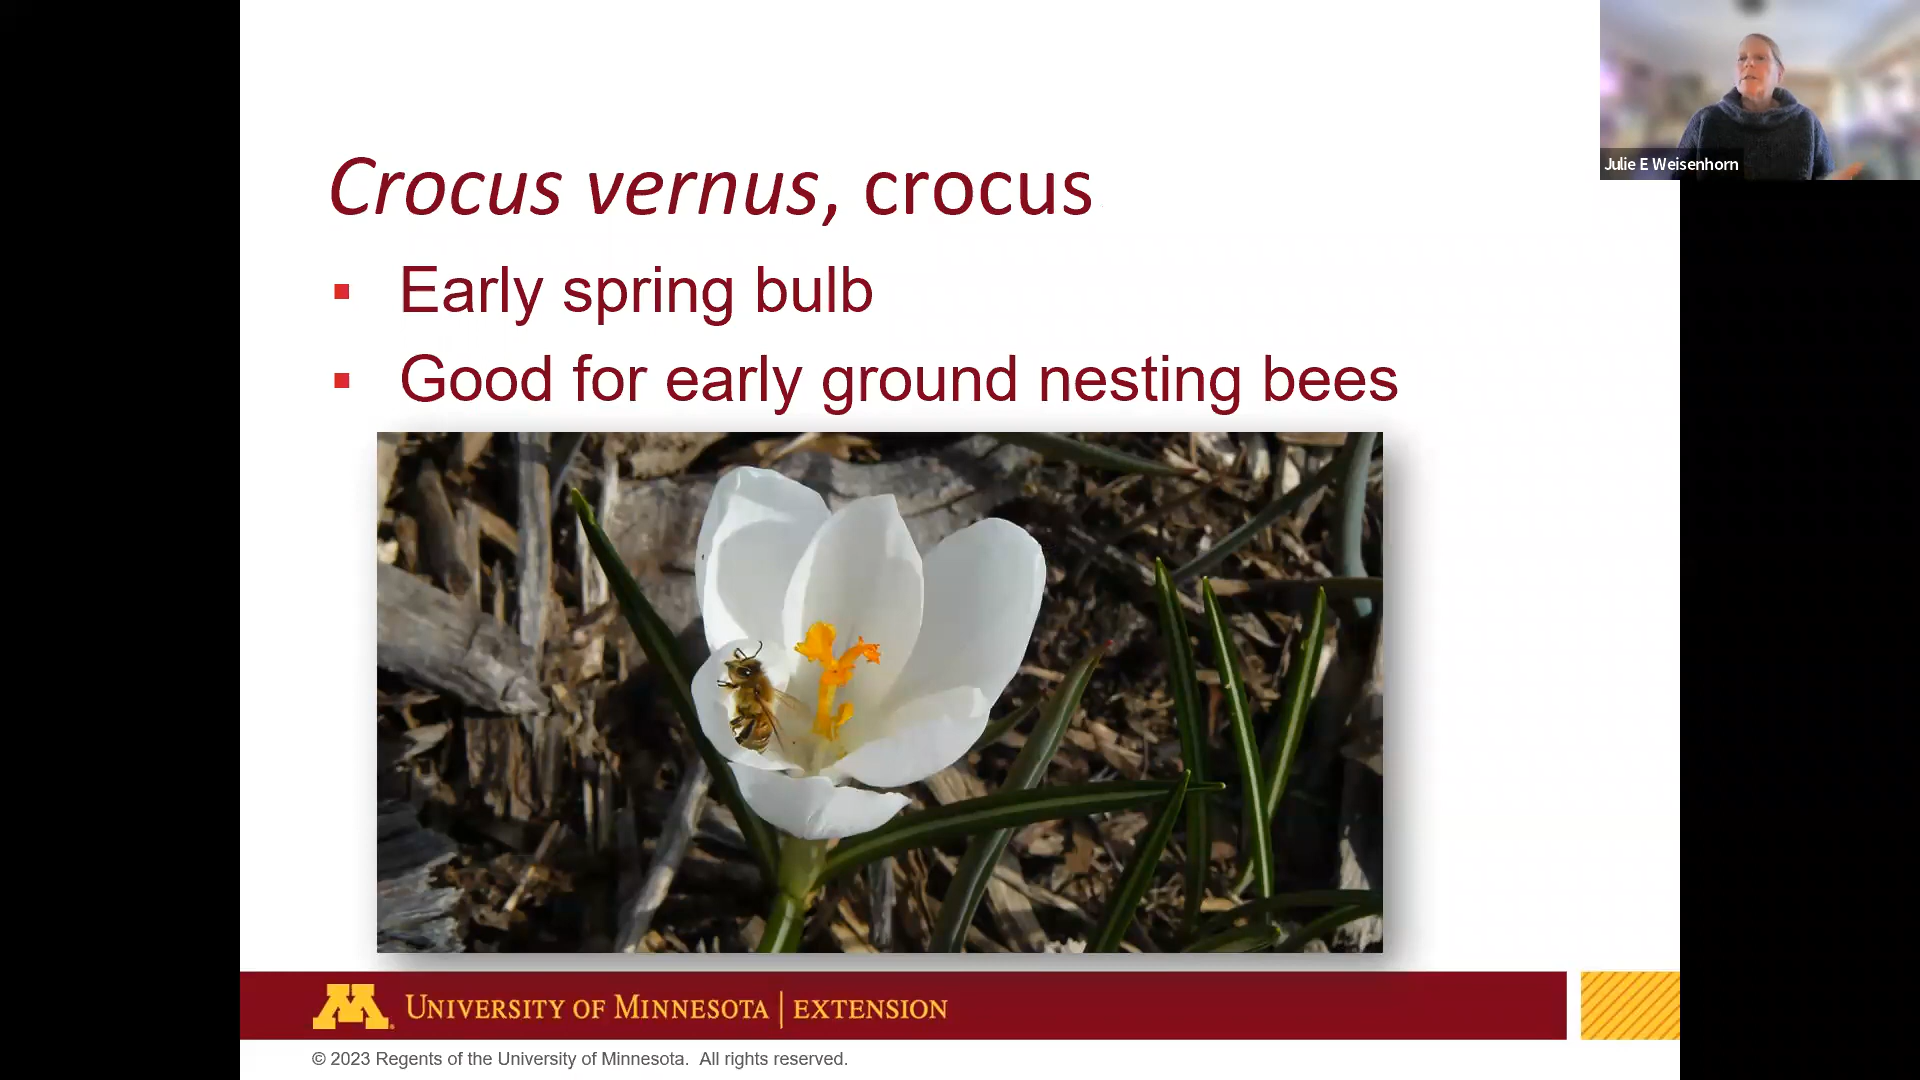 Julie E Weisenhorn
Crocus vernus, crocus
▪ Early spring bulb
▪ Good for early ground nesting bees
UNIVERSITY OF MINNESOTA | EXTENSION
© 2023 Regents of the University of Minnesota. All rights reserved.